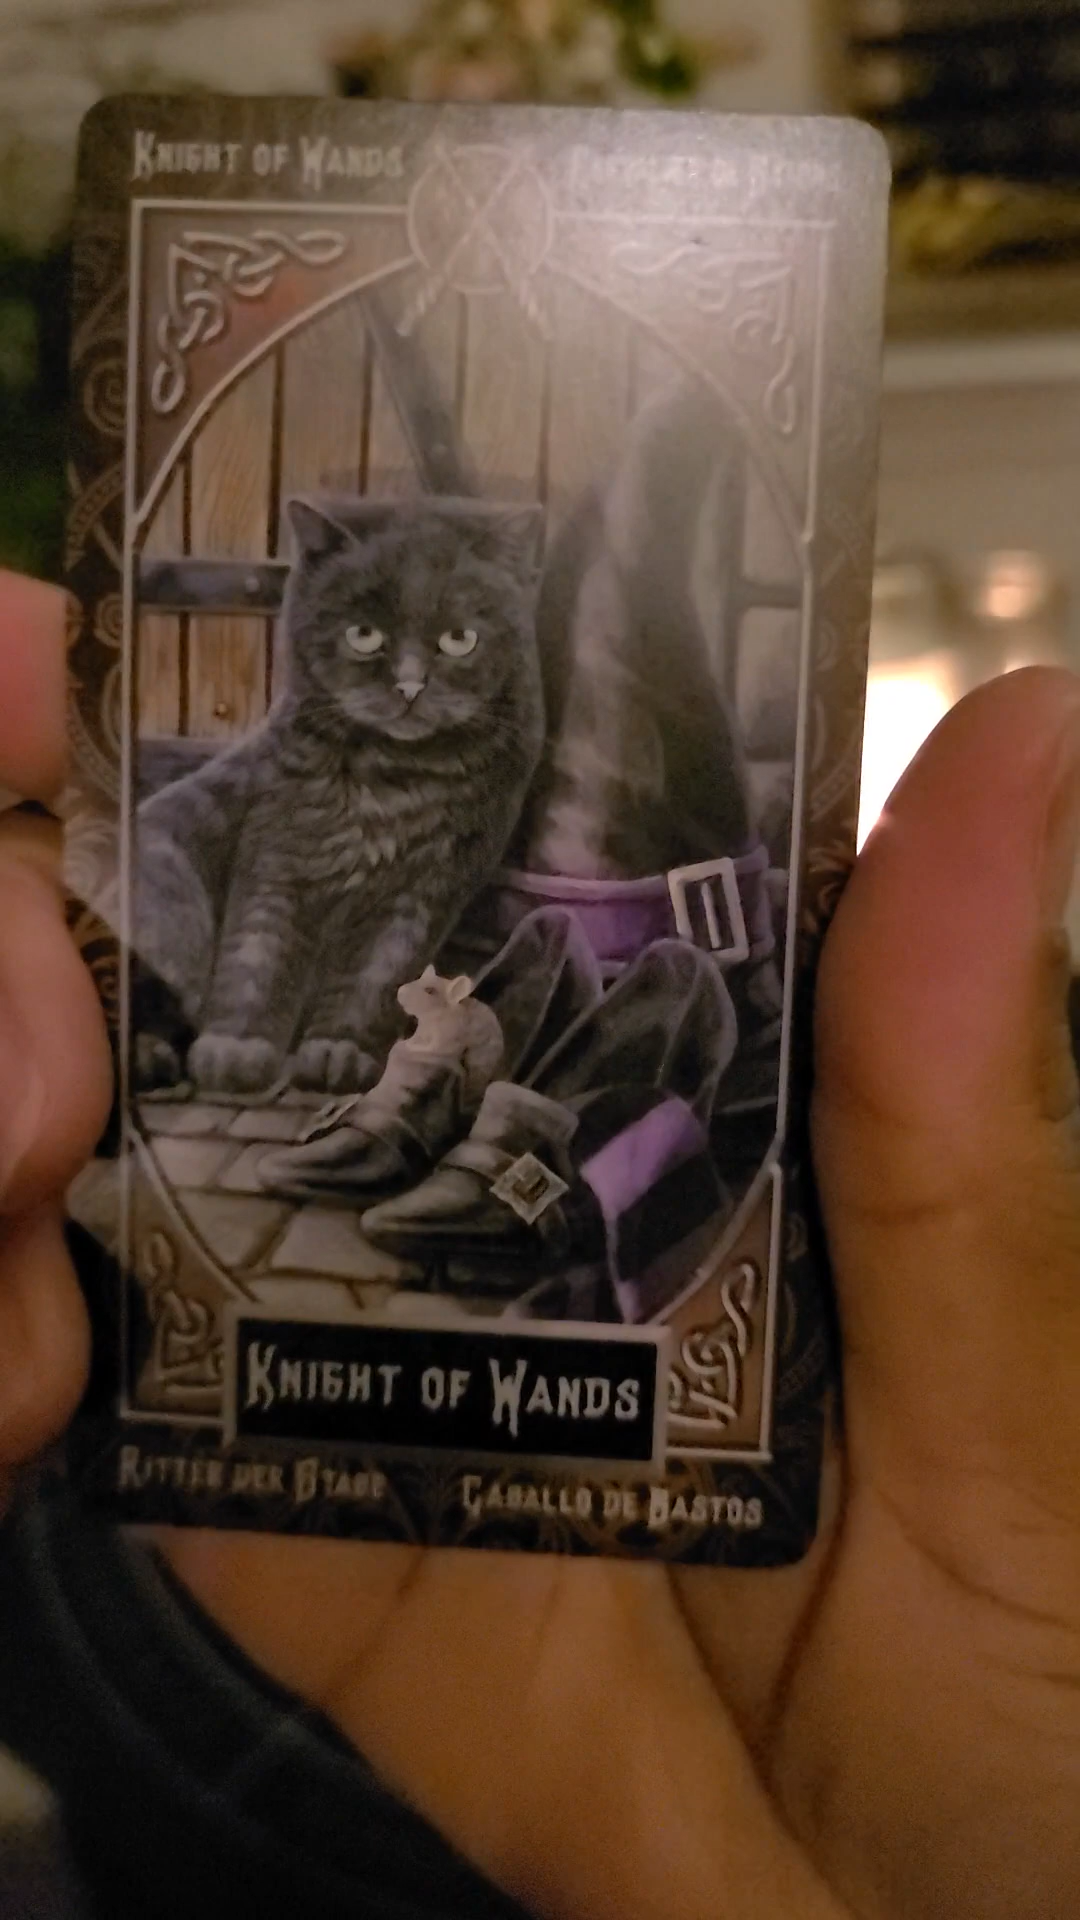 Knight of Wands
Knight of Wands
Ritter der Stäbe
Caballo de Bastos